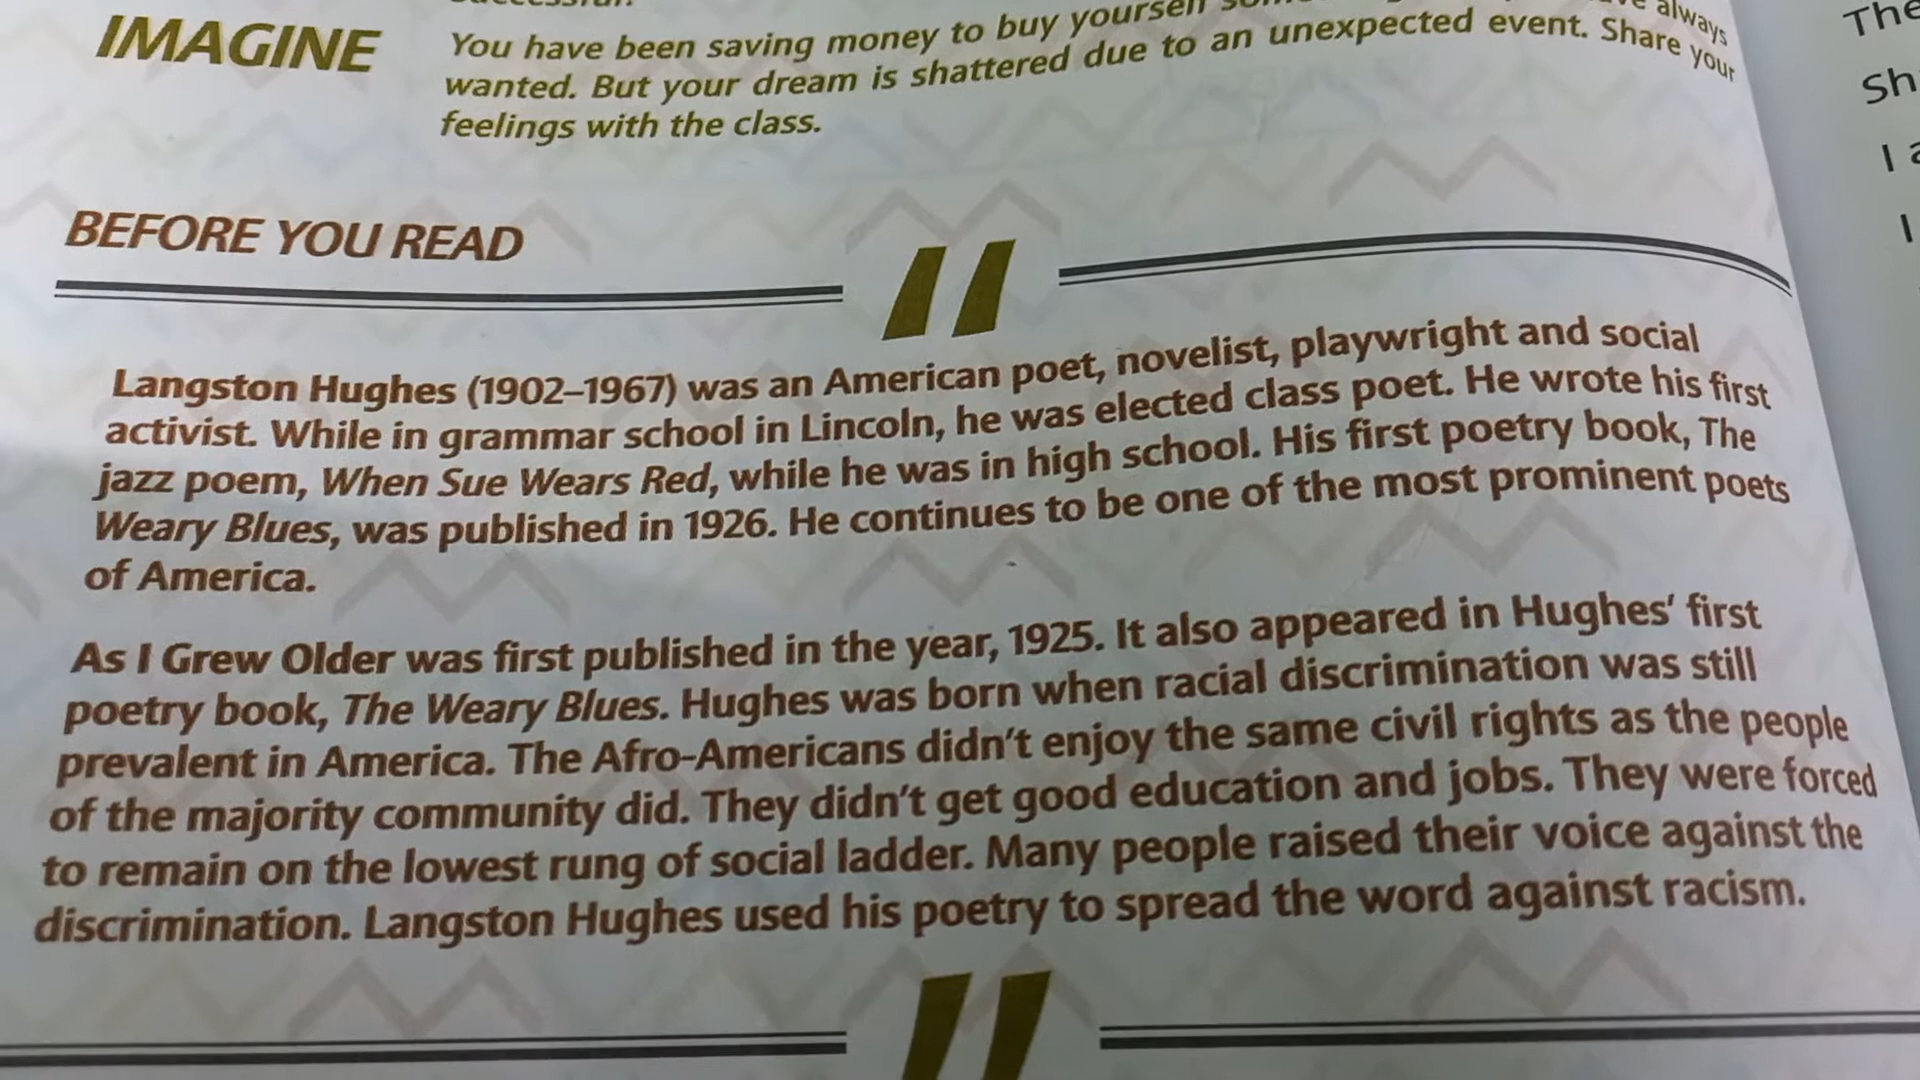 IMAGINE
You have been saving money to buy yourself always
wanted. But your dream is shattered due to an unexpected event. Share your
feelings with the class.
BEFORE YOU READ
Langston Hughes (1902–1967) was an American poet, novelist, playwright and social
activist. While in grammar school in Lincoln, he was elected class poet. He wrote his first
jazz poem, When Sue Wears Red, while he was in high school. His first poetry book, The
Weary Blues, was published in 1926. He continues to be one of the most prominent poets
of America.
As I Grew Older was first published in the year, 1925. It also appeared in Hughes’ first
poetry book, The Weary Blues. Hughes was born when racial discrimination was still
prevalent in America. The Afro-Americans didn’t enjoy the same civil rights as the people
of the majority community did. They didn’t get good education and jobs. They were forced
to remain on the lowest rung of social ladder. Many people raised their voice against the
discrimination. Langston Hughes used his poetry to spread the word against racism.
The
Sh
I
I